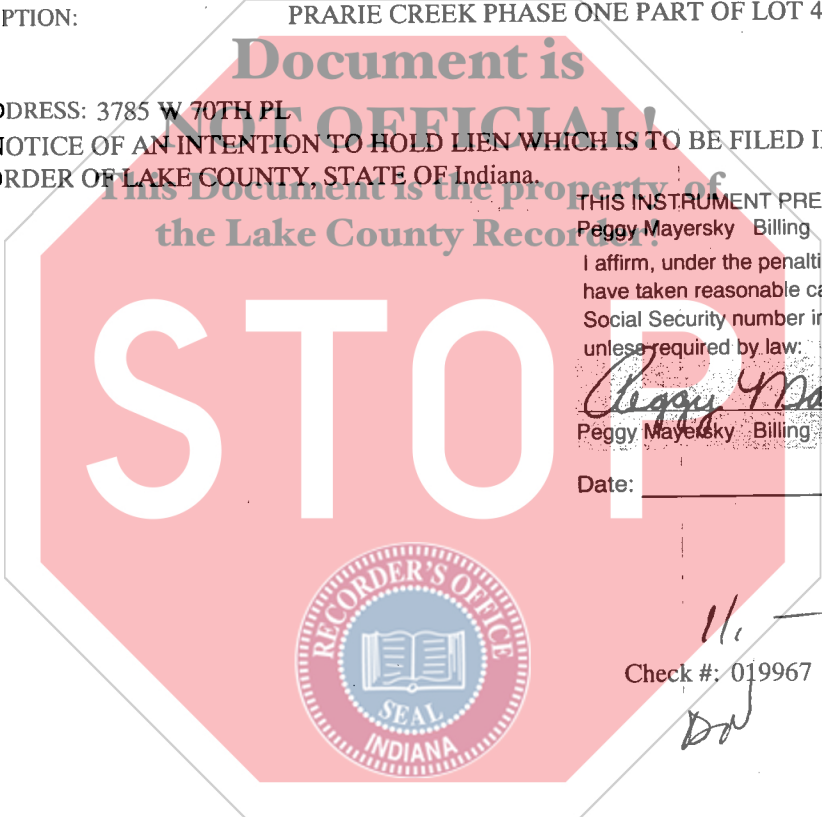 PTION: PRARIE CREEK PHASE ONE PART OF LOT 4
Document is
DDRESS: 3785 W 70TH PL
NOT OFFICIAL!
NOTICE OF AN INTENTION TO HOLD LIEN WHICH IS TO BE FILED I
ORDER OF LAKE COUNTY, STATE OF Indiana.
This Document is the property of
the Lake County Recorder!
THIS INSTRUMENT PRE
Peggy Mayersky Billing
I affirm, under the penalti
have taken reasonable ca
Social Security number in
unless required by law:
STOP
Peggy Ma
Peggy Mayersky Billing
Date:
RECORDER'S OFFICE
SEAL
INDIANA
11. —
Check #: 019967